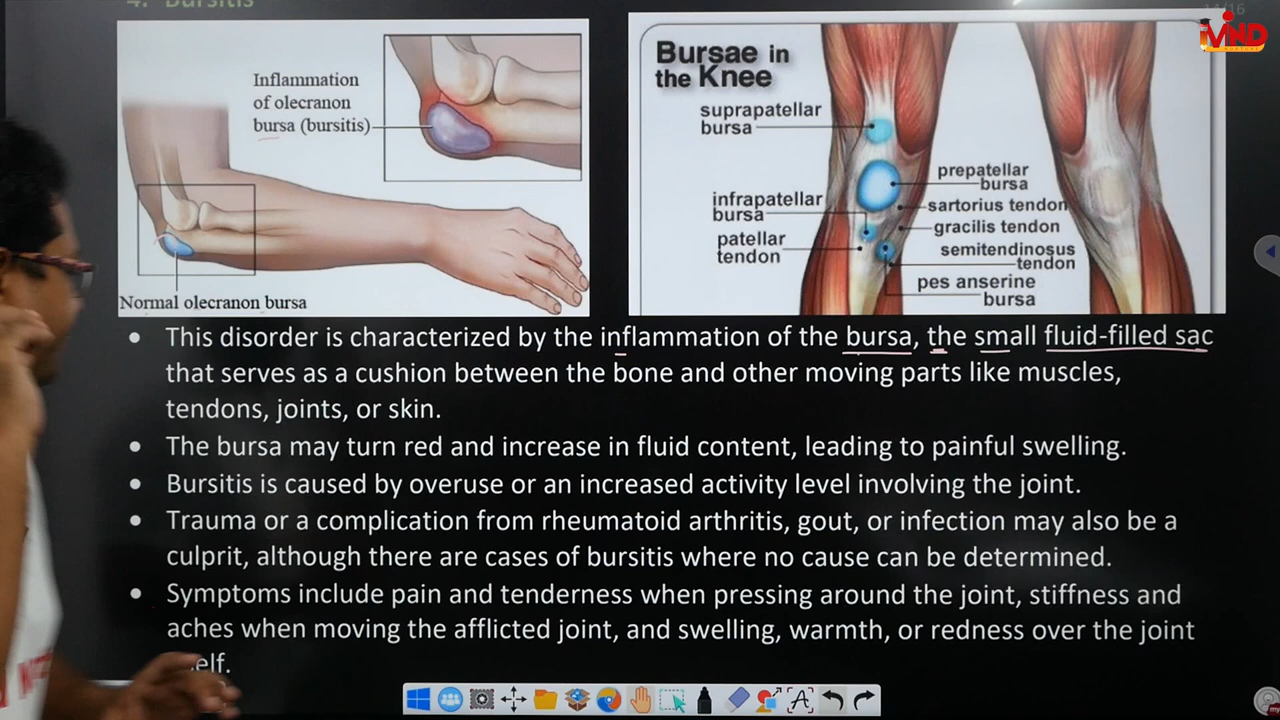 4. Bursitis
14/16
ViND
Inflammation
of olecranon
bursa (bursitis)
Normal olecranon bursa
Bursae in
the Knee
suprapatellar
bursa
prepatellar
bursa
infrapatellar
bursa
sartorius tendon
gracilis tendon
patellar
tendon
semitendinosus
tendon
pes anserine
bursa
• This disorder is characterized by the inflammation of the bursa, the small fluid-filled sac
that serves as a cushion between the bone and other moving parts like muscles,
tendons, joints, or skin.
• The bursa may turn red and increase in fluid content, leading to painful swelling.
• Bursitis is caused by overuse or an increased activity level involving the joint.
• Trauma or a complication from rheumatoid arthritis, gout, or infection may also be a
culprit, although there are cases of bursitis where no cause can be determined.
• Symptoms include pain and tenderness when pressing around the joint, stiffness and
aches when moving the afflicted joint, and swelling, warmth, or redness over the joint
elf.